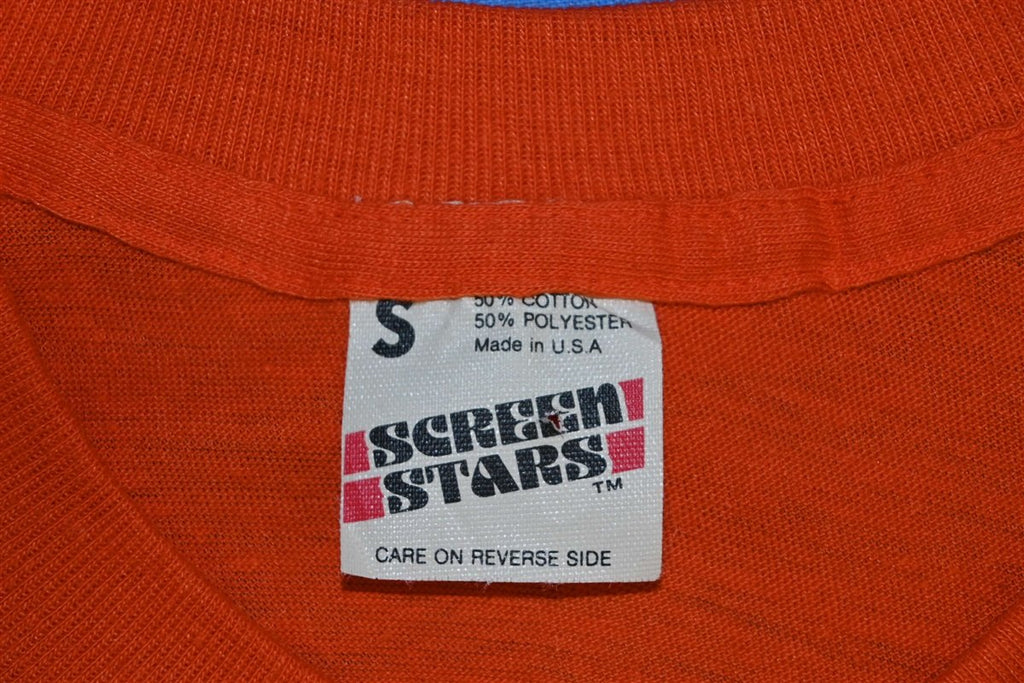 S
50% COTTON
50% POLYESTER
Made in U.S.A
SCREEN
STARS
TM
CARE ON REVERSE SIDE